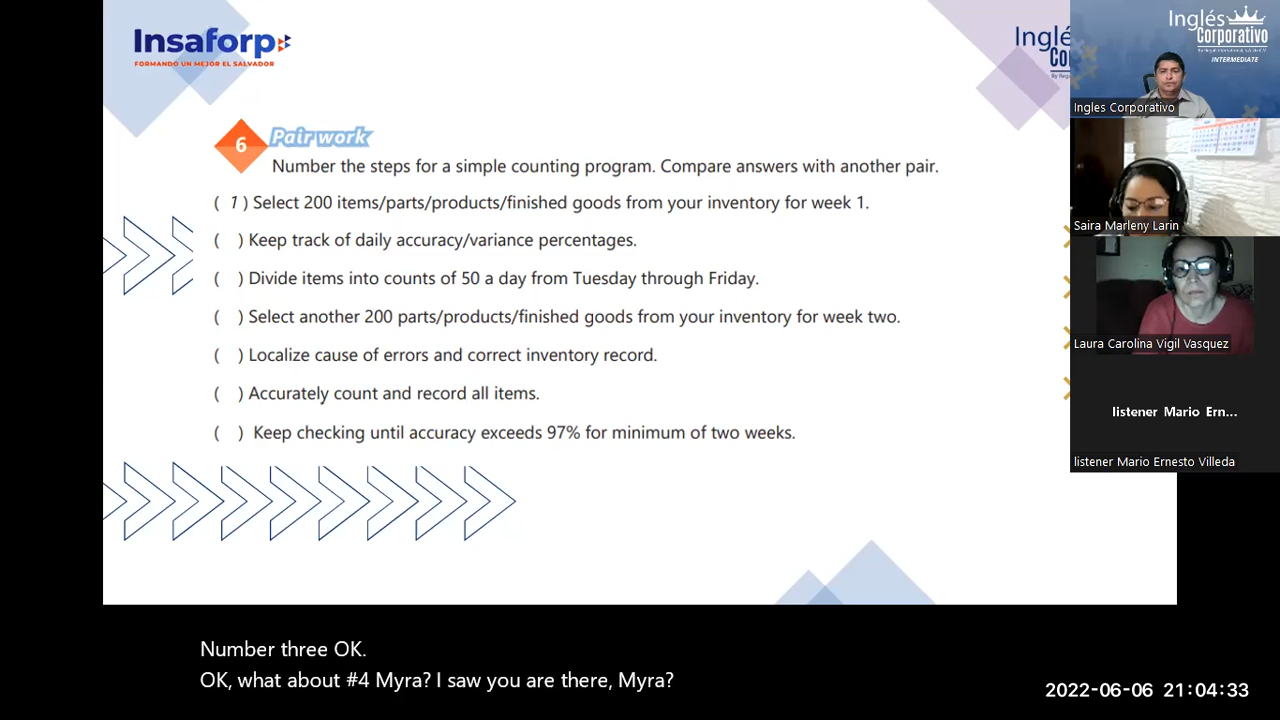 Insaforp
FORMANDO UN MEJOR EL SALVADOR
Inglé
Co
By Rega
6
Pair work
Number the steps for a simple counting program. Compare answers with another pair.
( 1 ) Select 200 items/parts/products/finished goods from your inventory for week 1.
( ) Keep track of daily accuracy/variance percentages.
( ) Divide items into counts of 50 a day from Tuesday through Friday.
( ) Select another 200 parts/products/finished goods from your inventory for week two.
( ) Localize cause of errors and correct inventory record.
( ) Accurately count and record all items.
( ) Keep checking until accuracy exceeds 97% for minimum of two weeks.
Inglés
Corporativo
INTERMEDIATE
Ingles Corporativo
Saira Marleny Larin
Laura Carolina Vigil Vasquez
listener Mario Ern...
listener Mario Ernesto Villeda
Number three OK.
OK, what about #4 Myra? I saw you are there, Myra?
2022-06-06 21:04:33